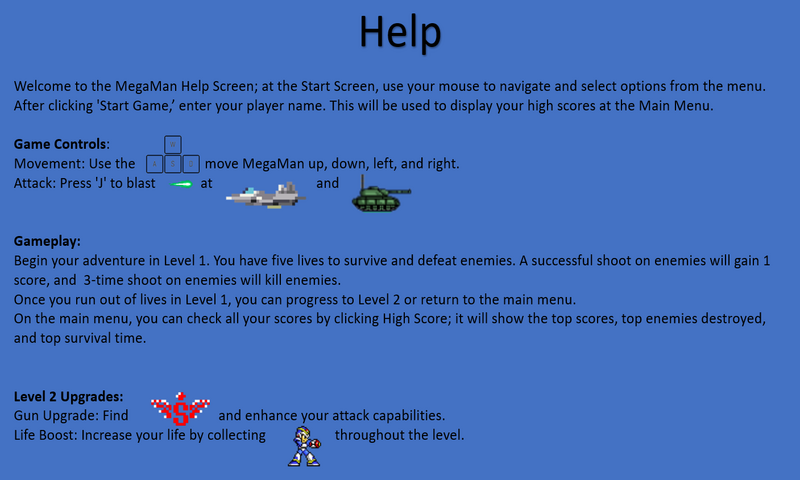 Help
Welcome to the MegaMan Help Screen; at the Start Screen, use your mouse to navigate and select options from the menu.
After clicking 'Start Game,’ enter your player name. This will be used to display your high scores at the Main Menu.
Game Controls:
Movement: Use the move MegaMan up, down, left, and right.
Attack: Press 'J' to blast at and
Gameplay:
Begin your adventure in Level 1. You have five lives to survive and defeat enemies. A successful shoot on enemies will gain 1
score, and 3-time shoot on enemies will kill enemies.
Once you run out of lives in Level 1, you can progress to Level 2 or return to the main menu.
On the main menu, you can check all your scores by clicking High Score; it will show the top scores, top enemies destroyed,
and top survival time.
Level 2 Upgrades:
Gun Upgrade: Find S and enhance your attack capabilities.
Life Boost: Increase your life by collecting throughout the level.